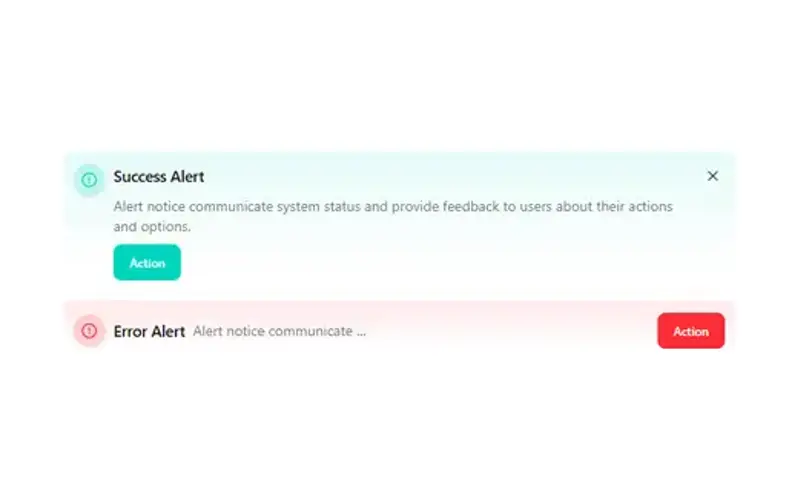 Success Alert
Alert notice communicate system status and provide feedback to users about their actions
and options.
Action
Error Alert Alert notice communicate ...
Action